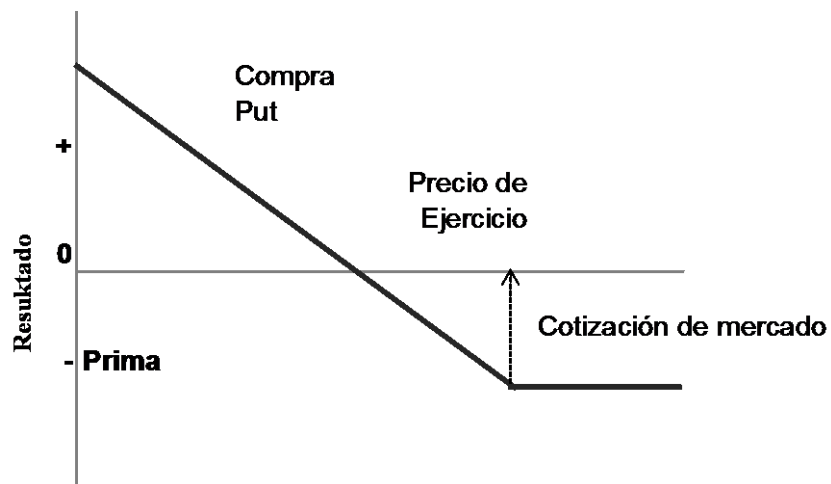 Compra
Put
+
Precio de
Ejercicio
0
Resuktado
Cotización de mercado
- Prima